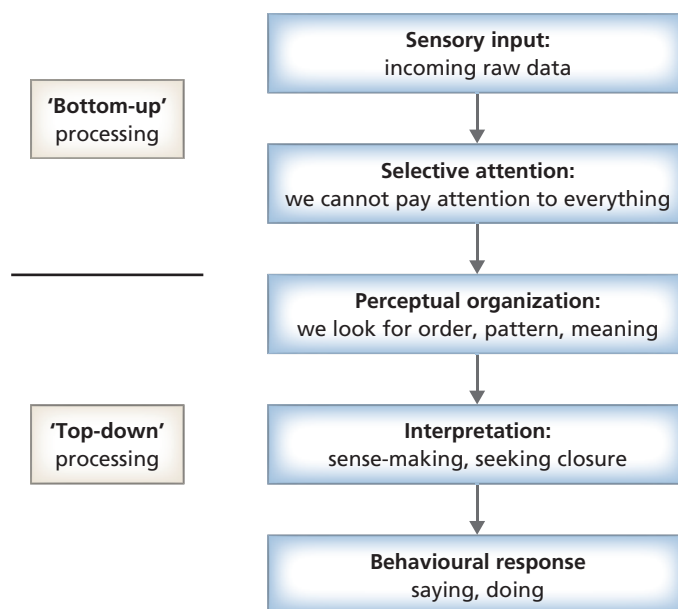 Sensory input:
incoming raw data
‘Bottom-up’
processing
Selective attention:
we cannot pay attention to everything
Perceptual organization:
we look for order, pattern, meaning
‘Top-down’
processing
Interpretation:
sense-making, seeking closure
Behavioural response
saying, doing